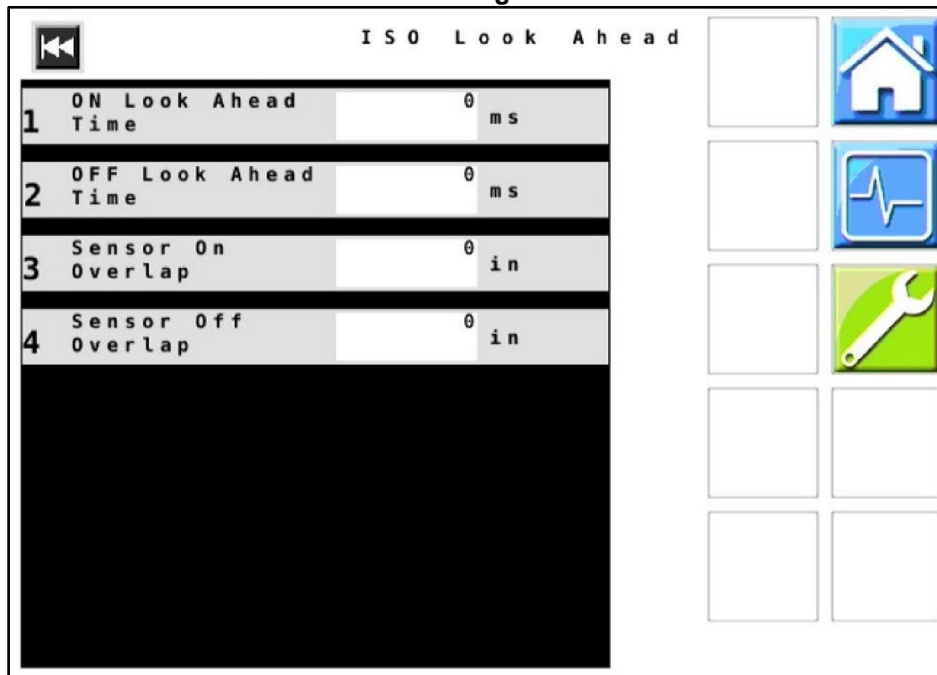 ISO Look Ahead
1 ON Look Ahead Time 0 ms
2 OFF Look Ahead Time 0 ms
3 Sensor On Overlap 0 in
4 Sensor Off Overlap 0 in